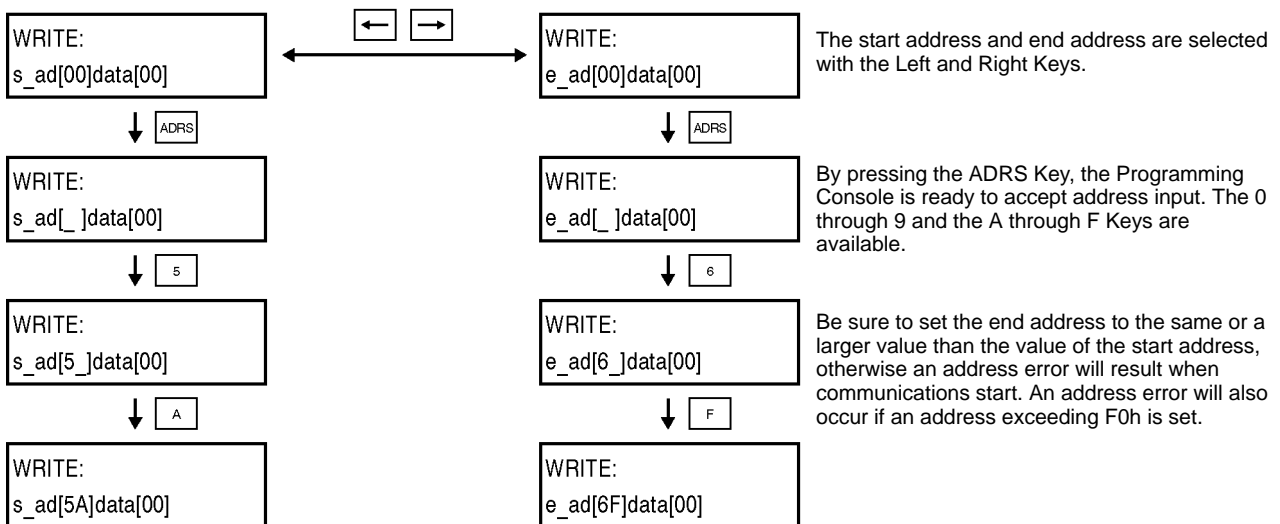 ← →
WRITE:
s_ad[00]data[00]
WRITE:
e_ad[00]data[00]
The start address and end address are selected
with the Left and Right Keys.
ADRS
ADRS
WRITE:
s_ad[_ ]data[00]
WRITE:
e_ad[_ ]data[00]
By pressing the ADRS Key, the Programming
Console is ready to accept address input. The 0
through 9 and the A through F Keys are
available.
5
6
WRITE:
s_ad[5_]data[00]
WRITE:
e_ad[6_]data[00]
Be sure to set the end address to the same or a
larger value than the value of the start address,
otherwise an address error will result when
communications start. An address error will also
occur if an address exceeding F0h is set.
A
F
WRITE:
s_ad[5A]data[00]
WRITE:
e_ad[6F]data[00]